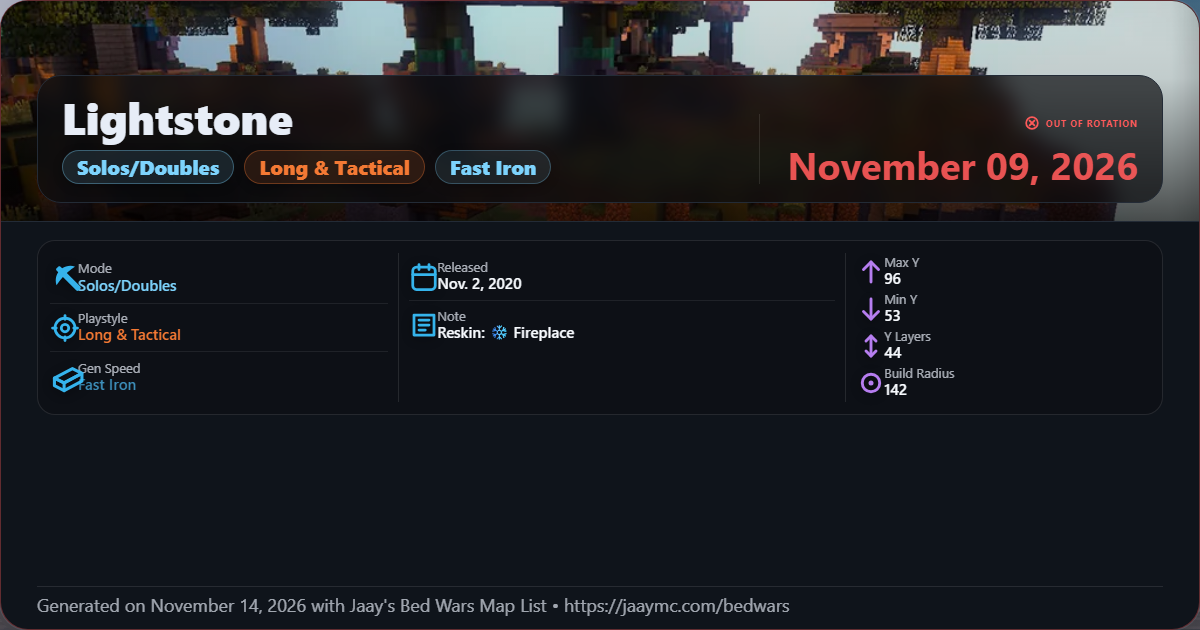 Lightstone
Solos/Doubles
Long & Tactical
Fast Iron
OUT OF ROTATION
November 09, 2026
Mode
Solos/Doubles
Playstyle
Long & Tactical
Gen Speed
Fast Iron
Released
Nov. 2, 2020
Note
Reskin: ❄ Fireplace
Max Y
96
Min Y
53
Y Layers
44
Build Radius
142
Generated on November 14, 2026 with Jaay's Bed Wars Map List • https://jaaymc.com/bedwars